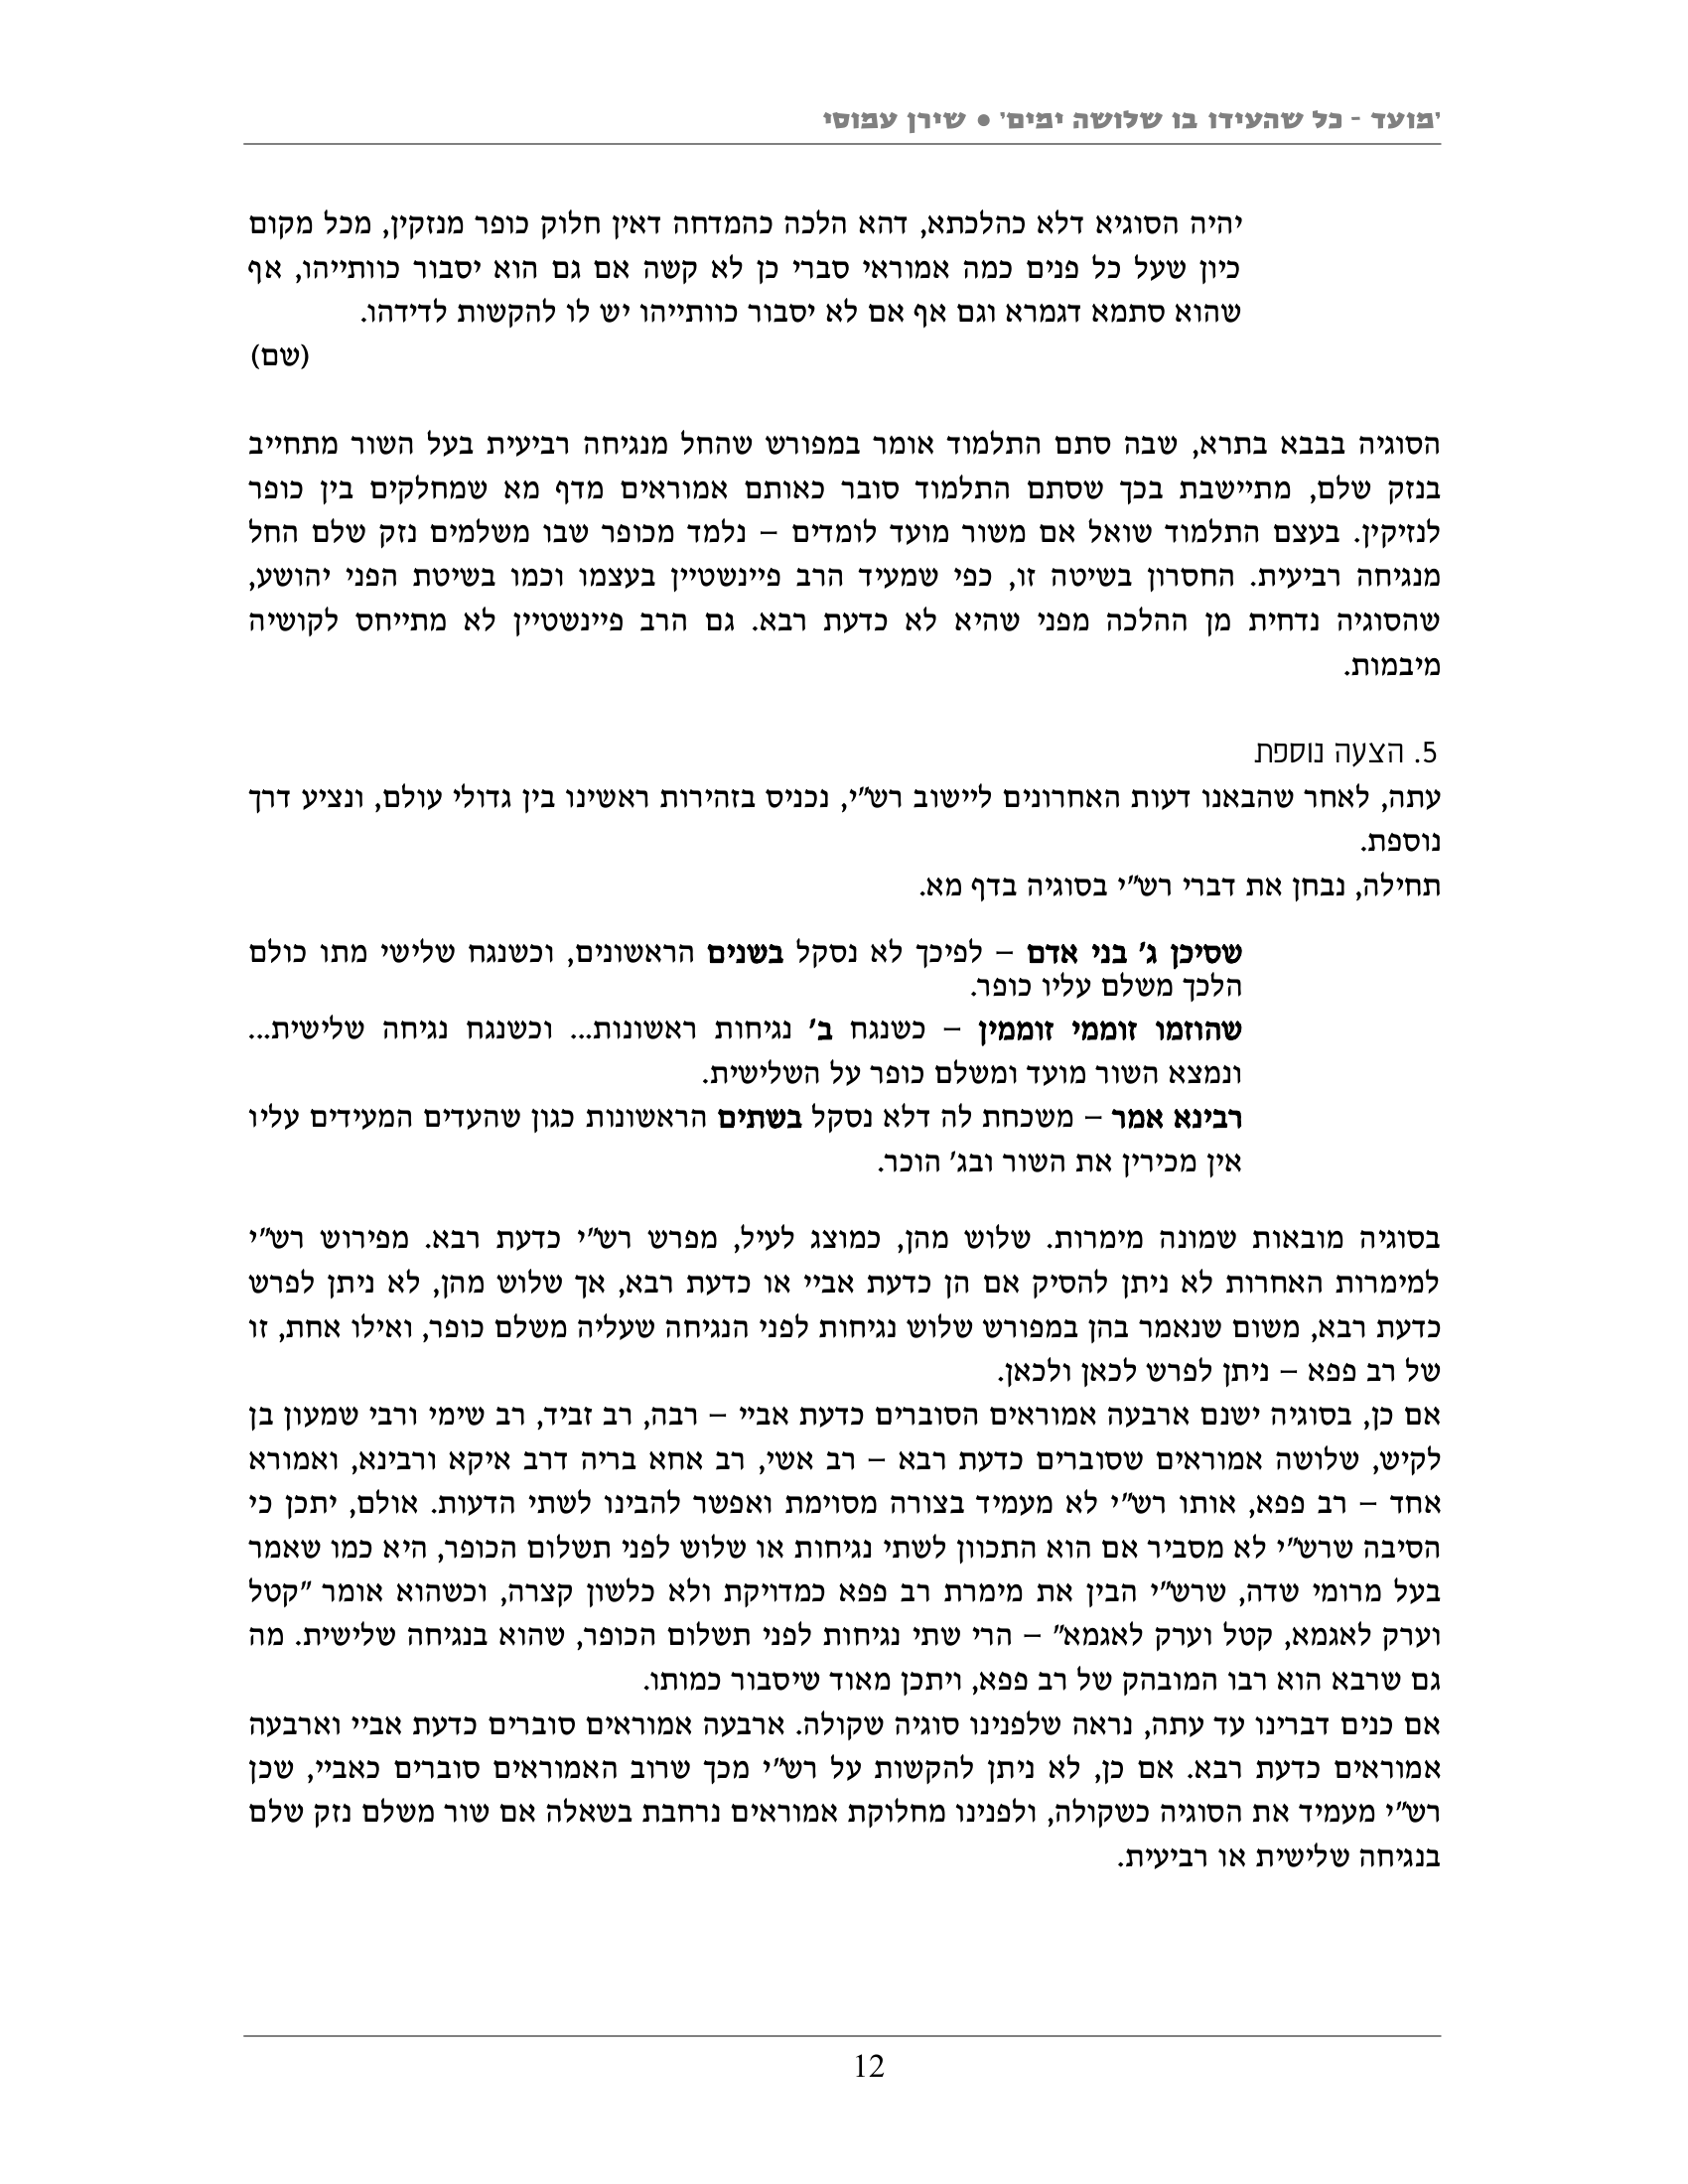 'מועד - כל שהעידו בו שלושה ימים' • שירן עמוסי
יהיה הסוגיא דלא כהלכתא, דהא הלכה כהמדחה דאין חלוק כופר מנזקין, מכל מקום
כיון שעל כל פנים כמה אמוראי סברי כן לא קשה אם גם הוא יסבור כוותייהו, אף
שהוא סתמא דגמרא וגם אף אם לא יסבור כוותייהו יש לו להקשות לדידהו.
(שם)
הסוגיה בבבא בתרא, שבה סתם התלמוד אומר במפורש שהחל מנגיחה רביעית בעל השור מתחייב
בנזק שלם, מתיישבת בכך שסתם התלמוד סובר כאותם אמוראים מדף מא שמחלקים בין כופר
לנזיקין. בעצם התלמוד שואל אם משור מועד לומדים – נלמד מכופר שבו משלמים נזק שלם החל
מנגיחה רביעית. החסרון בשיטה זו, כפי שמעיד הרב פיינשטיין בעצמו וכמו בשיטת הפני יהושע,
שהסוגיה נדחית מן ההלכה מפני שהיא לא כדעת רבא. גם הרב פיינשטיין לא מתייחס לקושיה
מיבמות.
5. הצעה נוספת
עתה, לאחר שהבאנו דעות האחרונים ליישוב רש"י, נכניס בזהירות ראשינו בין גדולי עולם, ונציע דרך
נוספת.
תחילה, נבחן את דברי רש"י בסוגיה בדף מא.
שסיכן ג' בני אדם – לפיכך לא נסקל בשנים הראשונים, וכשנגח שלישי מתו כולם
הלכך משלם עליו כופר.
שהוזמו זוממי זוממין – כשנגח ב' נגיחות ראשונות... וכשנגח נגיחה שלישית...
ונמצא השור מועד ומשלם כופר על השלישית.
רבינא אמר – משכחת לה דלא נסקל בשתים הראשונות כגון שהעדים המעידים עליו
אין מכירין את השור ובג' הוכר.
בסוגיה מובאות שמונה מימרות. שלוש מהן, כמוצג לעיל, מפרש רש"י כדעת רבא. מפירוש רש"י
למימרות האחרות לא ניתן להסיק אם הן כדעת אביי או כדעת רבא, אך שלוש מהן, לא ניתן לפרש
כדעת רבא, משום שנאמר בהן במפורש שלוש נגיחות לפני הנגיחה שעליה משלם כופר, ואילו אחת, זו
של רב פפא – ניתן לפרש לכאן ולכאן.
אם כן, בסוגיה ישנם ארבעה אמוראים הסוברים כדעת אביי – רבה, רב זביד, רב שימי ורבי שמעון בן
לקיש, שלושה אמוראים שסוברים כדעת רבא – רב אשי, רב אחא בריה דרב איקא ורבינא, ואמורא
אחד – רב פפא, אותו רש"י לא מעמיד בצורה מסוימת ואפשר להבינו לשתי הדעות. אולם, יתכן כי
הסיבה שרש"י לא מסביר אם הוא התכוון לשתי נגיחות או שלוש לפני תשלום הכופר, היא כמו שאמר
בעל מרומי שדה, שרש"י הבין את מימרת רב פפא כמדויקת ולא כלשון קצרה, וכשהוא אומר "קטל
וערק לאגמא, קטל וערק לאגמא" – הרי שתי נגיחות לפני תשלום הכופר, שהוא בנגיחה שלישית. מה
גם שרבא הוא רבו המובהק של רב פפא, ויתכן מאוד שיסבור כמותו.
אם כנים דברינו עד עתה, נראה שלפנינו סוגיה שקולה. ארבעה אמוראים סוברים כדעת אביי וארבעה
אמוראים כדעת רבא. אם כן, לא ניתן להקשות על רש"י מכך שרוב האמוראים סוברים כאביי, שכן
רש"י מעמיד את הסוגיה כשקולה, ולפנינו מחלוקת אמוראים נרחבת בשאלה אם שור משלם נזק שלם
בנגיחה שלישית או רביעית.
12